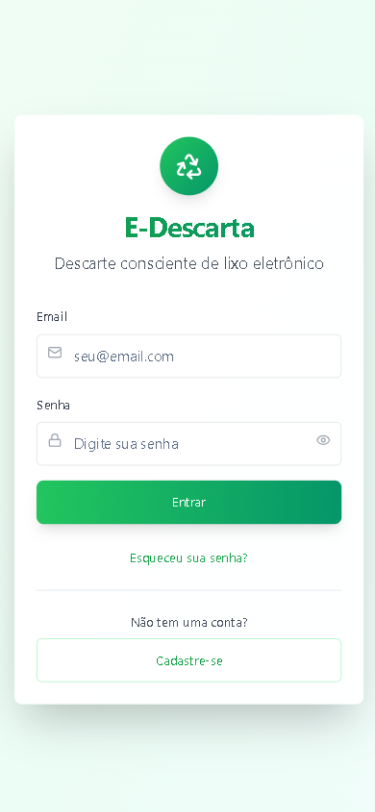 E-Descarta
Descarte consciente de lixo eletrônico
Email
seu@email.com
Senha
Digite sua senha
Entrar
Esqueceu sua senha?
Não tem uma conta?
Cadastre-se